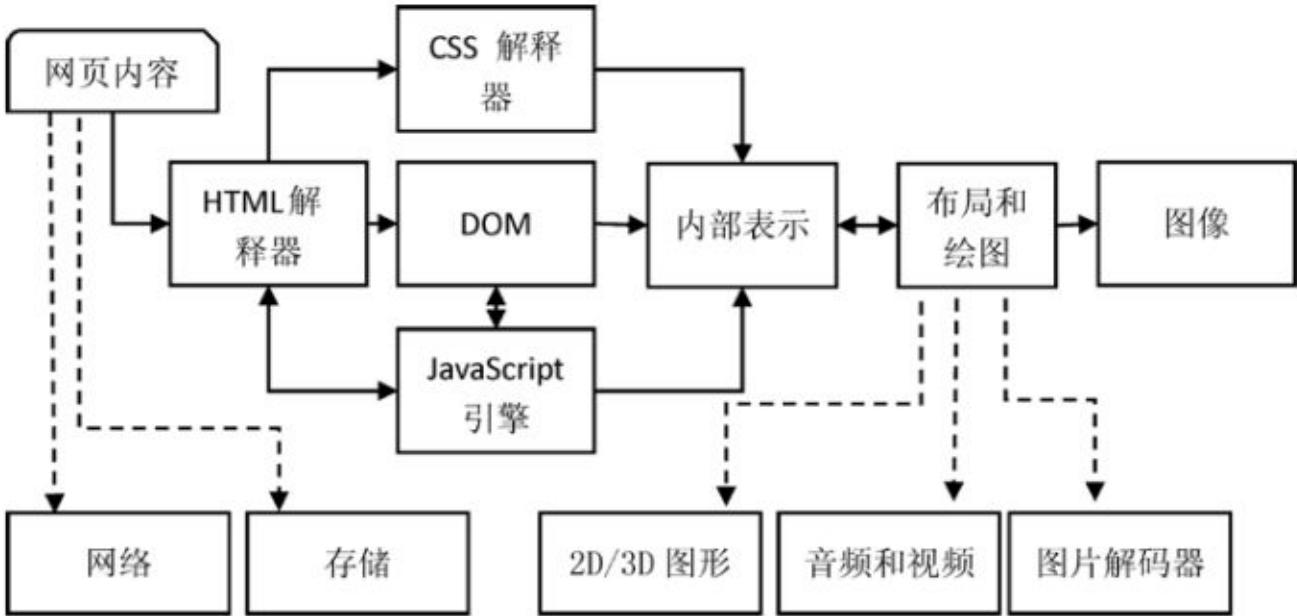 网页内容
CSS 解释
器
HTML解
释器
DOM
内部表示
布局和
绘图
图像
JavaScript
引擎
网络
存储
2D/3D 图形
音频和视频
图片解码器